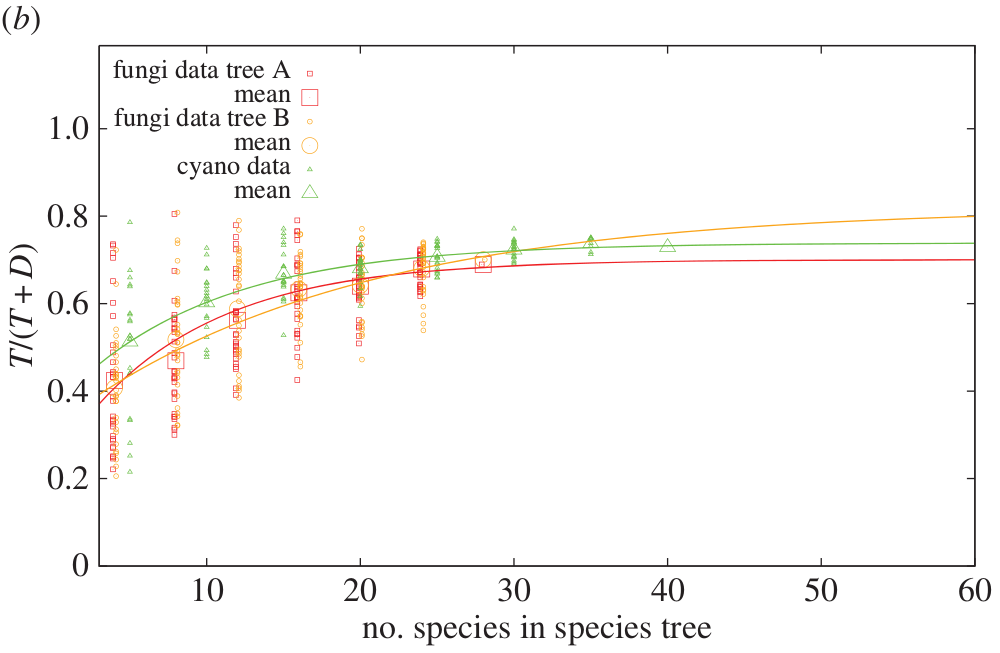 (b)
fungi data tree A
mean
fungi data tree B
mean
cyano data
mean
1.0
0.8
0.6
0.4
0.2
0
T/(T + D)
10 20 30 40 50 60
no. species in species tree